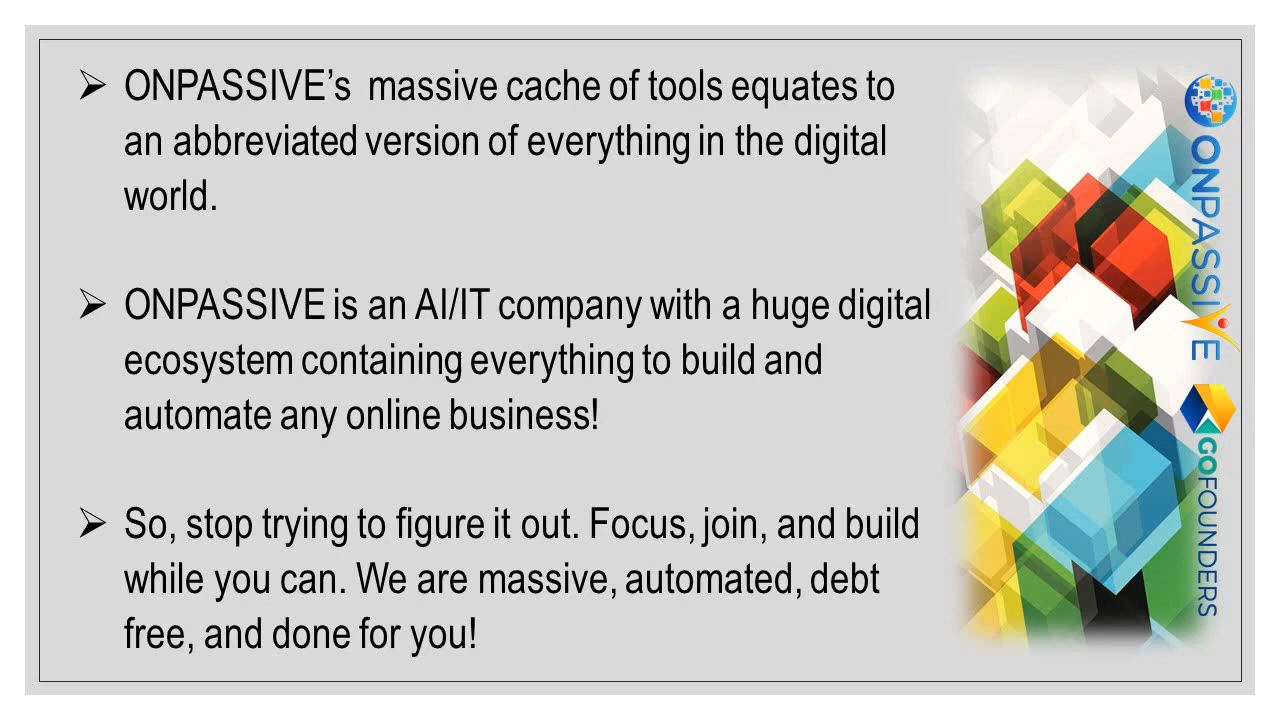 ➢ ONPASSIVE’s  massive cache of tools equates to
an abbreviated version of everything in the digital
world.
➢ ONPASSIVE is an AI/IT company with a huge digital
ecosystem containing everything to build and
automate any online business!
➢ So, stop trying to figure it out. Focus, join, and build
while you can. We are massive, automated, debt
free, and done for you!
ONPASSIVE
GOFOUNDERS